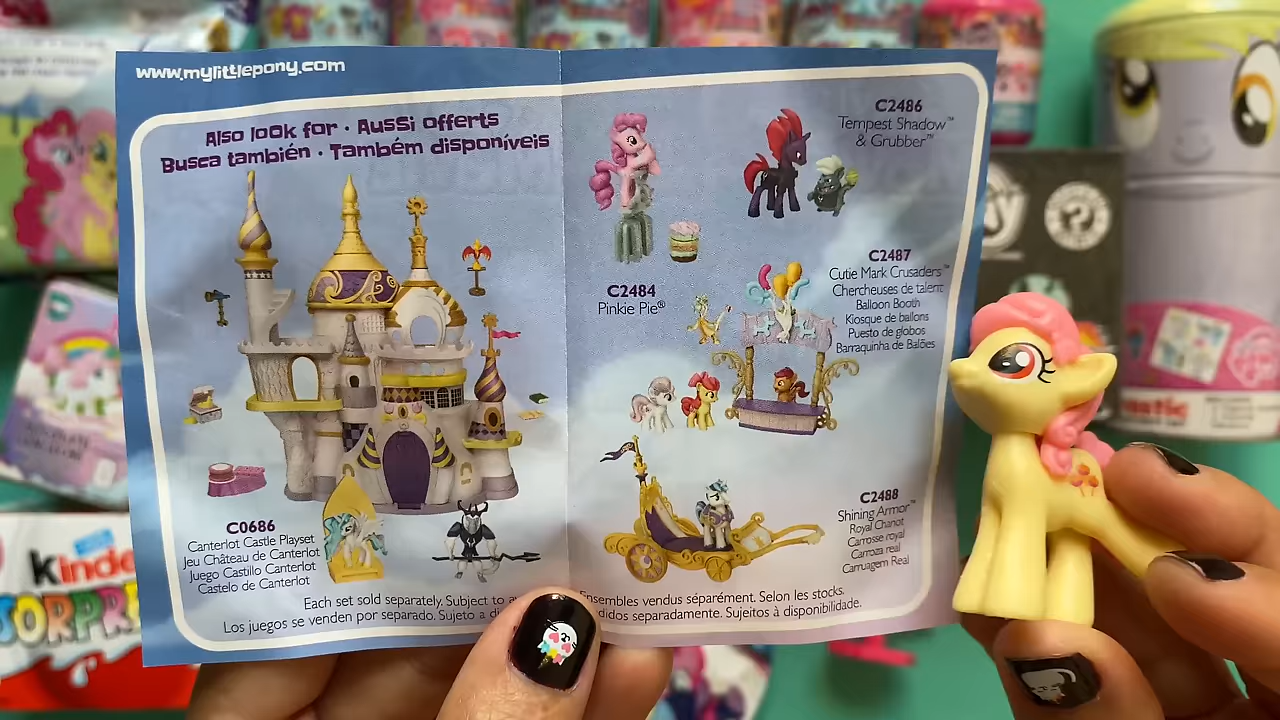 www.mylittlepony.com
Also look for · Aussi offerts
Busca también · Também disponíveis
C0686
Canterlot Castle Playset
Jeu Château de Canterlot
Juego Castillo Canterlot
Castelo de Canterlot
C2484
Pinkie Pie®
C2486
Tempest Shadow™
& Grubber™
C2487
Cutie Mark Crusaders™
Chercheuses de talent
Balloon Booth
Kiosque de ballons
Puesto de globos
Barraquinha de Balões
C2488
Shining Armor™
Royal Chariot
Carrosse royal
Carroza real
Carruagem Real
Each set sold separately. Subject to
Ensembles vendus séparément. Selon les stocks.
Los juegos se venden por separado. Sujeto a
separadamente. Sujeitos à disponibilidade.
kinde
SORPR
?